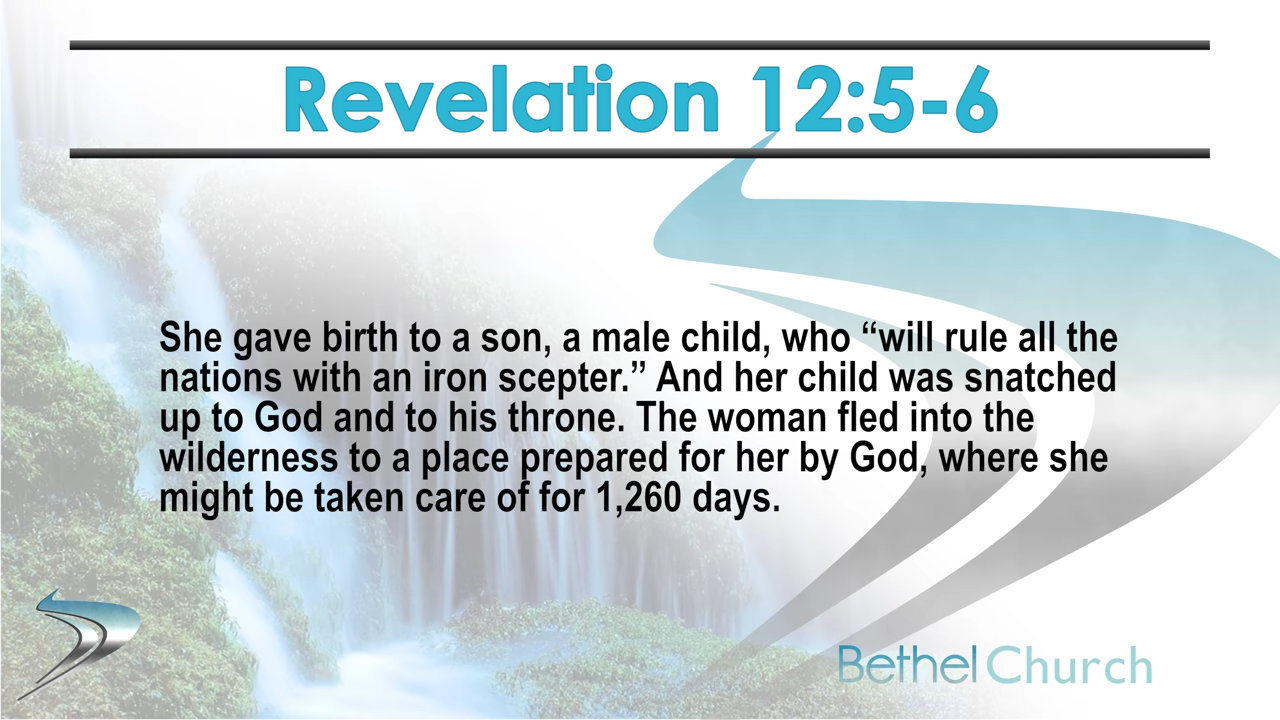 Revelation 12:5-6
She gave birth to a son, a male child, who “will rule all the
nations with an iron scepter.” And her child was snatched
up to God and to his throne. The woman fled into the
wilderness to a place prepared for her by God, where she
might be taken care of for 1,260 days.
Bethel Church